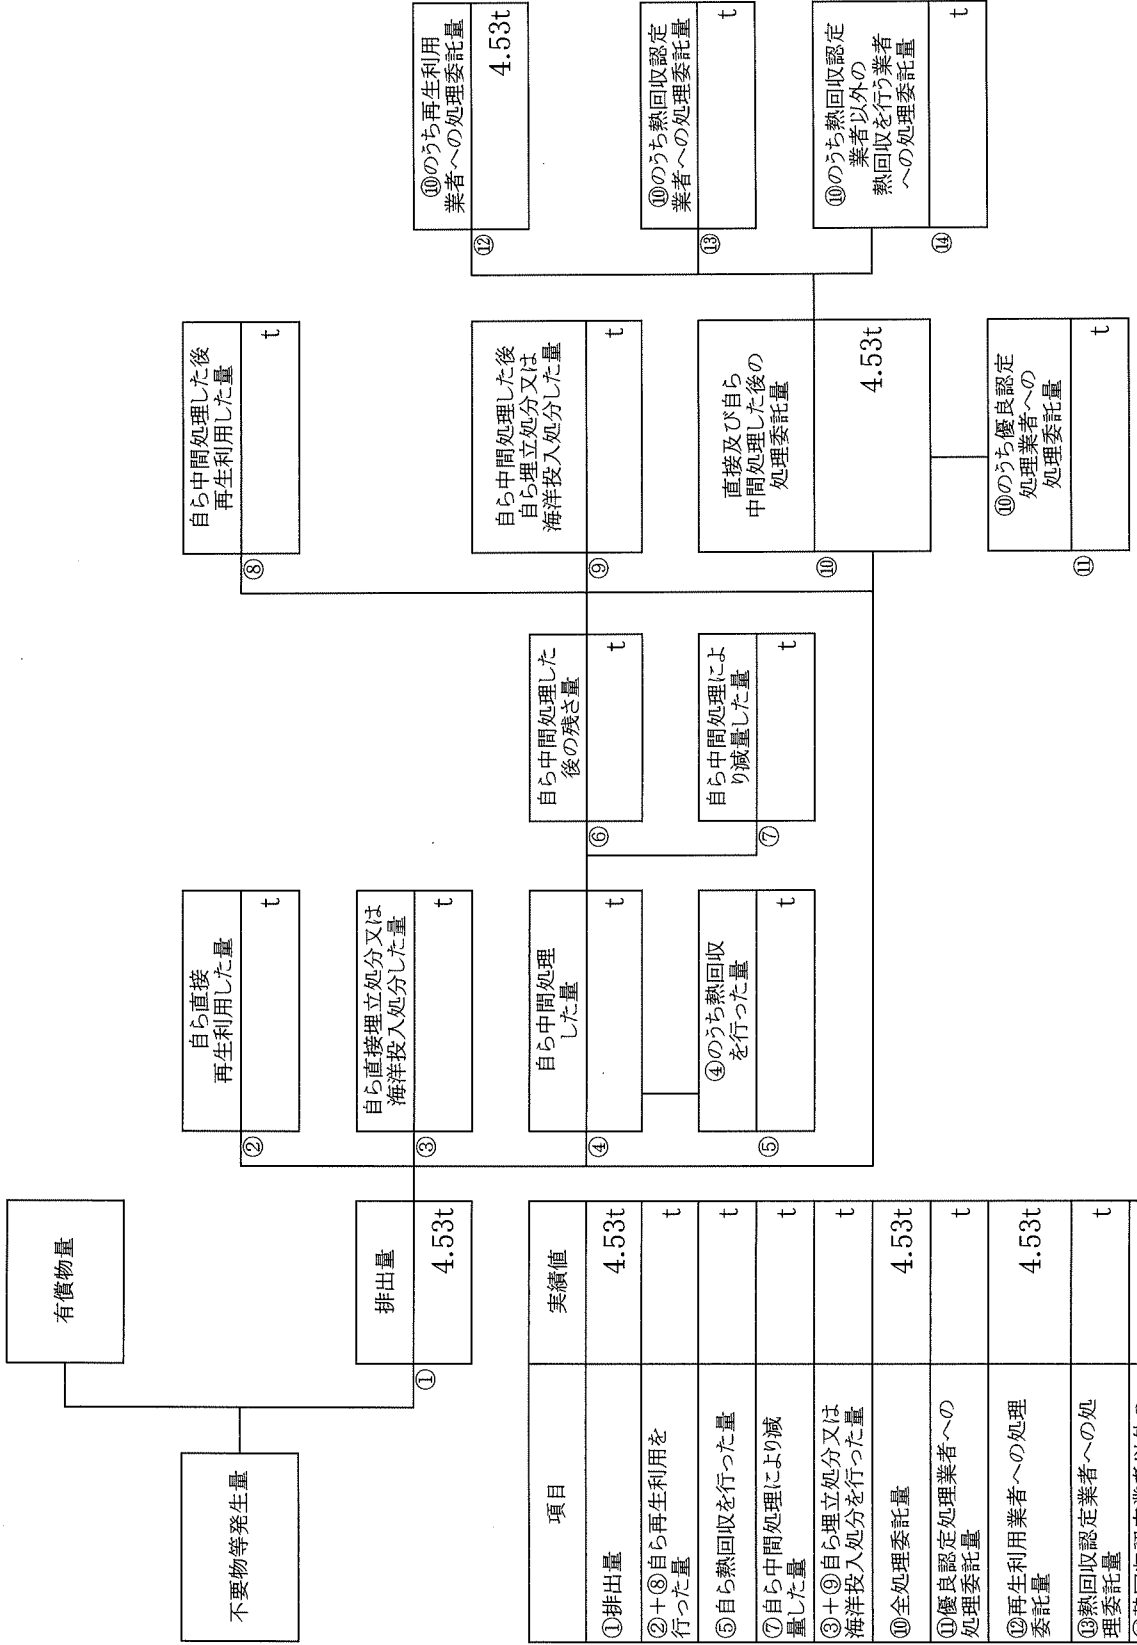 有償物量
不要物等発生量
排出量
①
4.53t
自ら直接
再生利用した量
②
t
自ら直接埋立処分又は
海洋投入処分した量
③
t
自ら中間処理
した量
④
t
④のうち熱回収
を行った量
⑤
t
自ら中間処理した
後の残さ量
⑥
t
自ら中間処理によ
り減量した量
⑦
t
自ら中間処理した後
再生利用した量
⑧
t
自ら中間処理した後
自ら埋立処分又は
海洋投入処分した量
⑨
t
直接及び自ら
中間処理した後の
処理委託量
⑩
4.53t
⑩のうち優良認定
処理業者への
処理委託量
⑪
t
⑩のうち再生利用
業者への処理委託量
⑫
4.53t
⑩のうち熱回収認定
業者への処理委託量
⑬
t
⑩のうち熱回収認定
業者以外の
熱回収を行う業者
への処理委託量
⑭
t
項目 実績値
①排出量 4.53t
②+⑧自ら再生利用を
行った量 t
⑤自ら熱回収を行った量 t
⑦自ら中間処理により減
量した量 t
③+⑨自ら埋立処分又は
海洋投入処分を行った量 t
⑩全処理委託量 4.53t
⑪優良認定処理業者への
処理委託量 t
⑫再生利用業者への処理
委託量 4.53t
⑬熱回収認定業者への処
理委託量 t